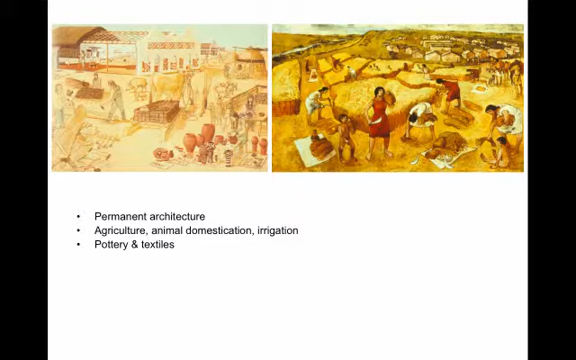 • Permanent architecture
• Agriculture, animal domestication, irrigation
• Pottery & textiles